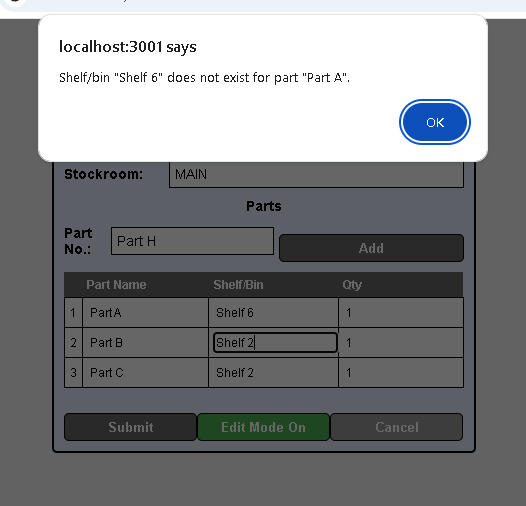 localhost:3001 says
Shelf/bin "Shelf 6" does not exist for part "Part A".
OK
Stockroom: MAIN
Parts
Part No.: Part H Add
Part Name Shelf/Bin Qty
1 Part A Shelf 6 1
2 Part B Shelf 2 1
3 Part C Shelf 2 1
Submit Edit Mode On Cancel